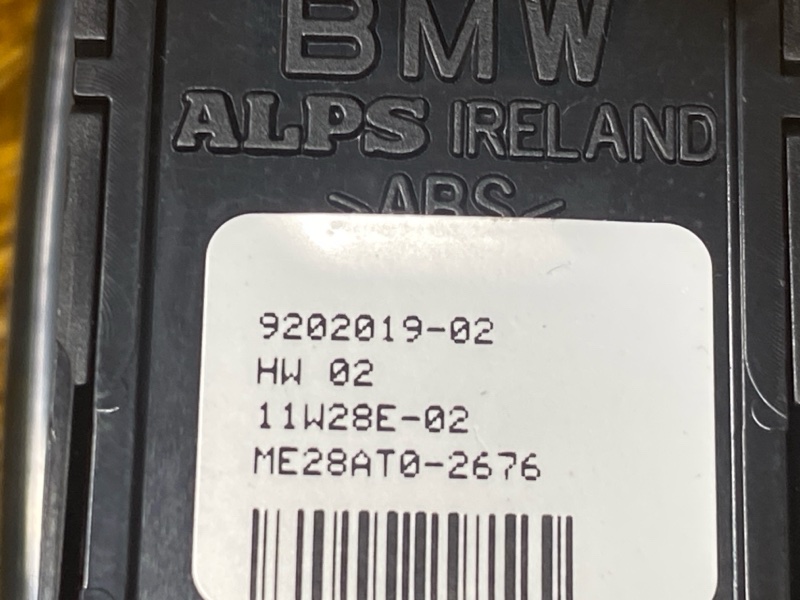 BMW
ALPS IRELAND
>ABS<
9202019-02
HW 02
11W28E-02
ME28AT0-2676